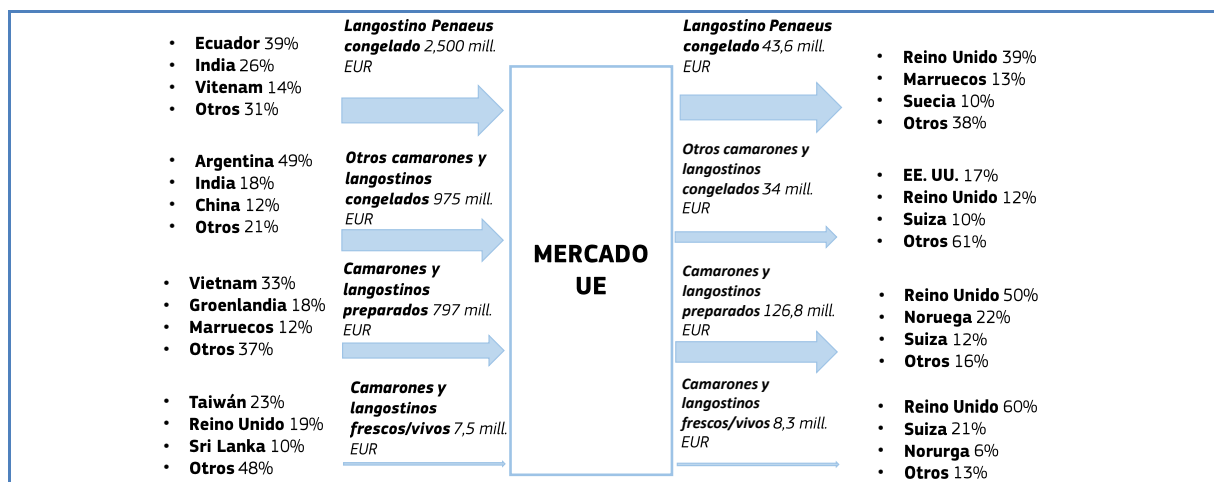 Langostino Penaeus
congelado 2,500 mill.
EUR
• Ecuador 39%
• India 26%
• Vitenam 14%
• Otros 31%
Otros camarones y
langostinos
congelados 975 mill.
EUR
• Argentina 49%
• India 18%
• China 12%
• Otros 21%
Camarones y
langostinos
preparados 797 mill.
EUR
• Vietnam 33%
• Groenlandia 18%
• Marruecos 12%
• Otros 37%
Camarones y
langostinos
frescos/vivos 7,5 mill.
EUR
• Taiwán 23%
• Reino Unido 19%
• Sri Lanka 10%
• Otros 48%
MERCADO
UE
Langostino Penaeus
congelado 43,6 mill.
EUR
• Reino Unido 39%
• Marruecos 13%
• Suecia 10%
• Otros 38%
Otros camarones y
langostinos
congelados 34 mill.
EUR
• EE. UU. 17%
• Reino Unido 12%
• Suiza 10%
• Otros 61%
Camarones y
langostinos
preparados 126,8 mill.
EUR
• Reino Unido 50%
• Noruega 22%
• Suiza 12%
• Otros 16%
Camarones y
langostinos
frescos/vivos 8,3 mill.
EUR
• Reino Unido 60%
• Suiza 21%
• Norurga 6%
• Otros 13%